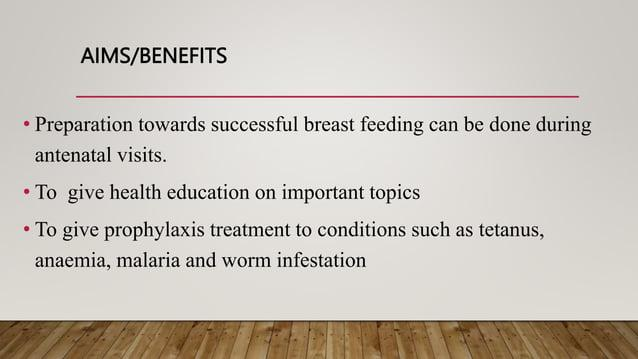 AIMS/BENEFITS
• Preparation towards successful breast feeding can be done during
antenatal visits.
• To  give health education on important topics
• To give prophylaxis treatment to conditions such as tetanus,
anaemia, malaria and worm infestation